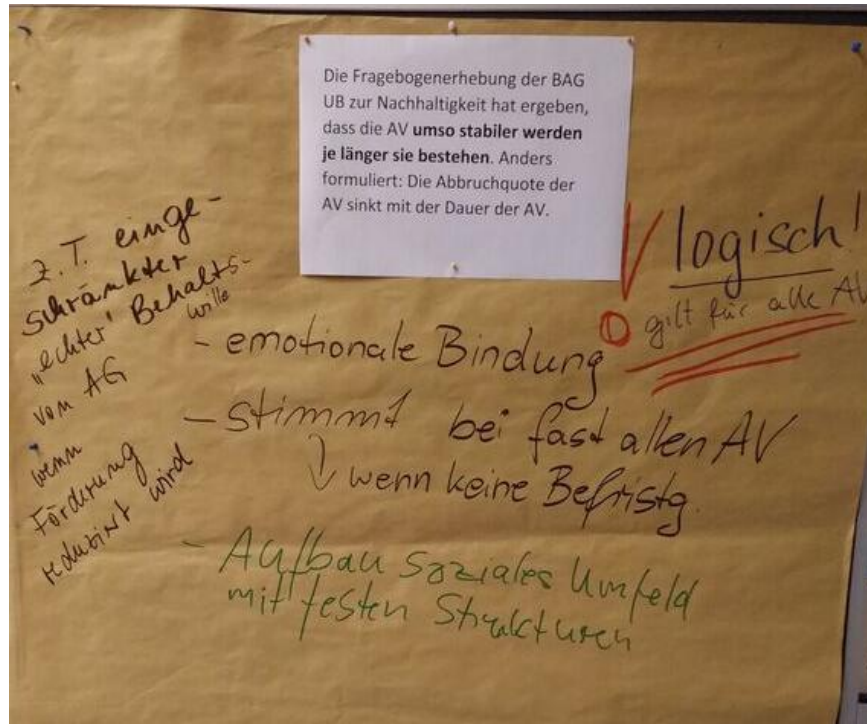 Die Fragebogenerhebung der BAG
UB zur Nachhaltigkeit hat ergeben,
dass die AV umso stabiler werden
je länger sie bestehen. Anders
formuliert: Die Abbruchquote der
AV sinkt mit der Dauer der AV.
z.T. einge-
schränkter
„echter" Behalts-
wille
von AG
wenn
Förderung
reduziert wird
logisch!
gilt für alle AV
- emotionale Bindung
- stimmt bei fast allen AV
wenn keine Befristg.
- Aufbau soziales Umfeld
mit festen Strukturen